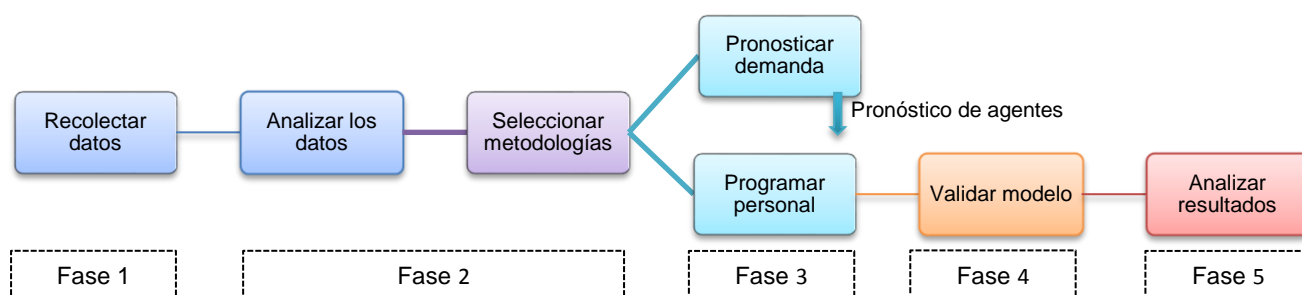 Pronosticar
demanda
Pronóstico de agentes
Recolectar
datos
Analizar los
datos
Seleccionar
metodologías
Programar
personal
Validar modelo
Analizar
resultados
Fase 1
Fase 2
Fase 3
Fase 4
Fase 5